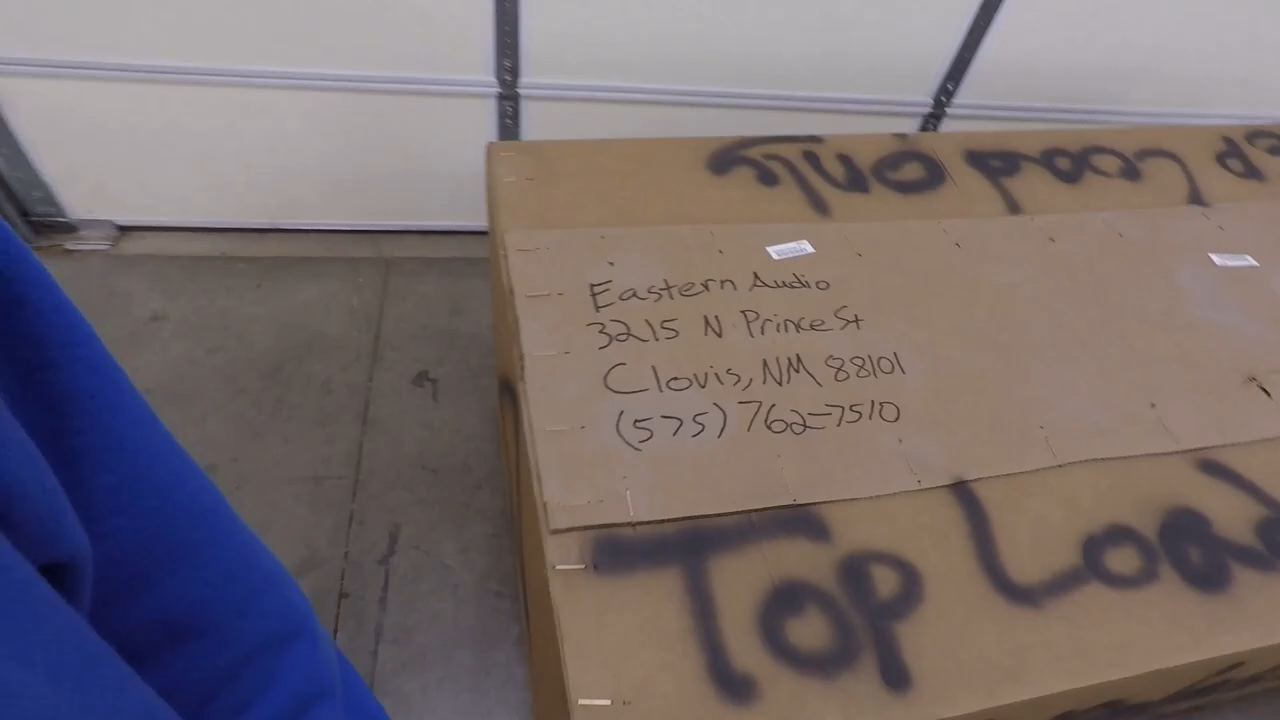 Top Load only
Eastern Audio
3215 N Prince St
Clovis, NM 88101
(575) 762-7510
Top Load